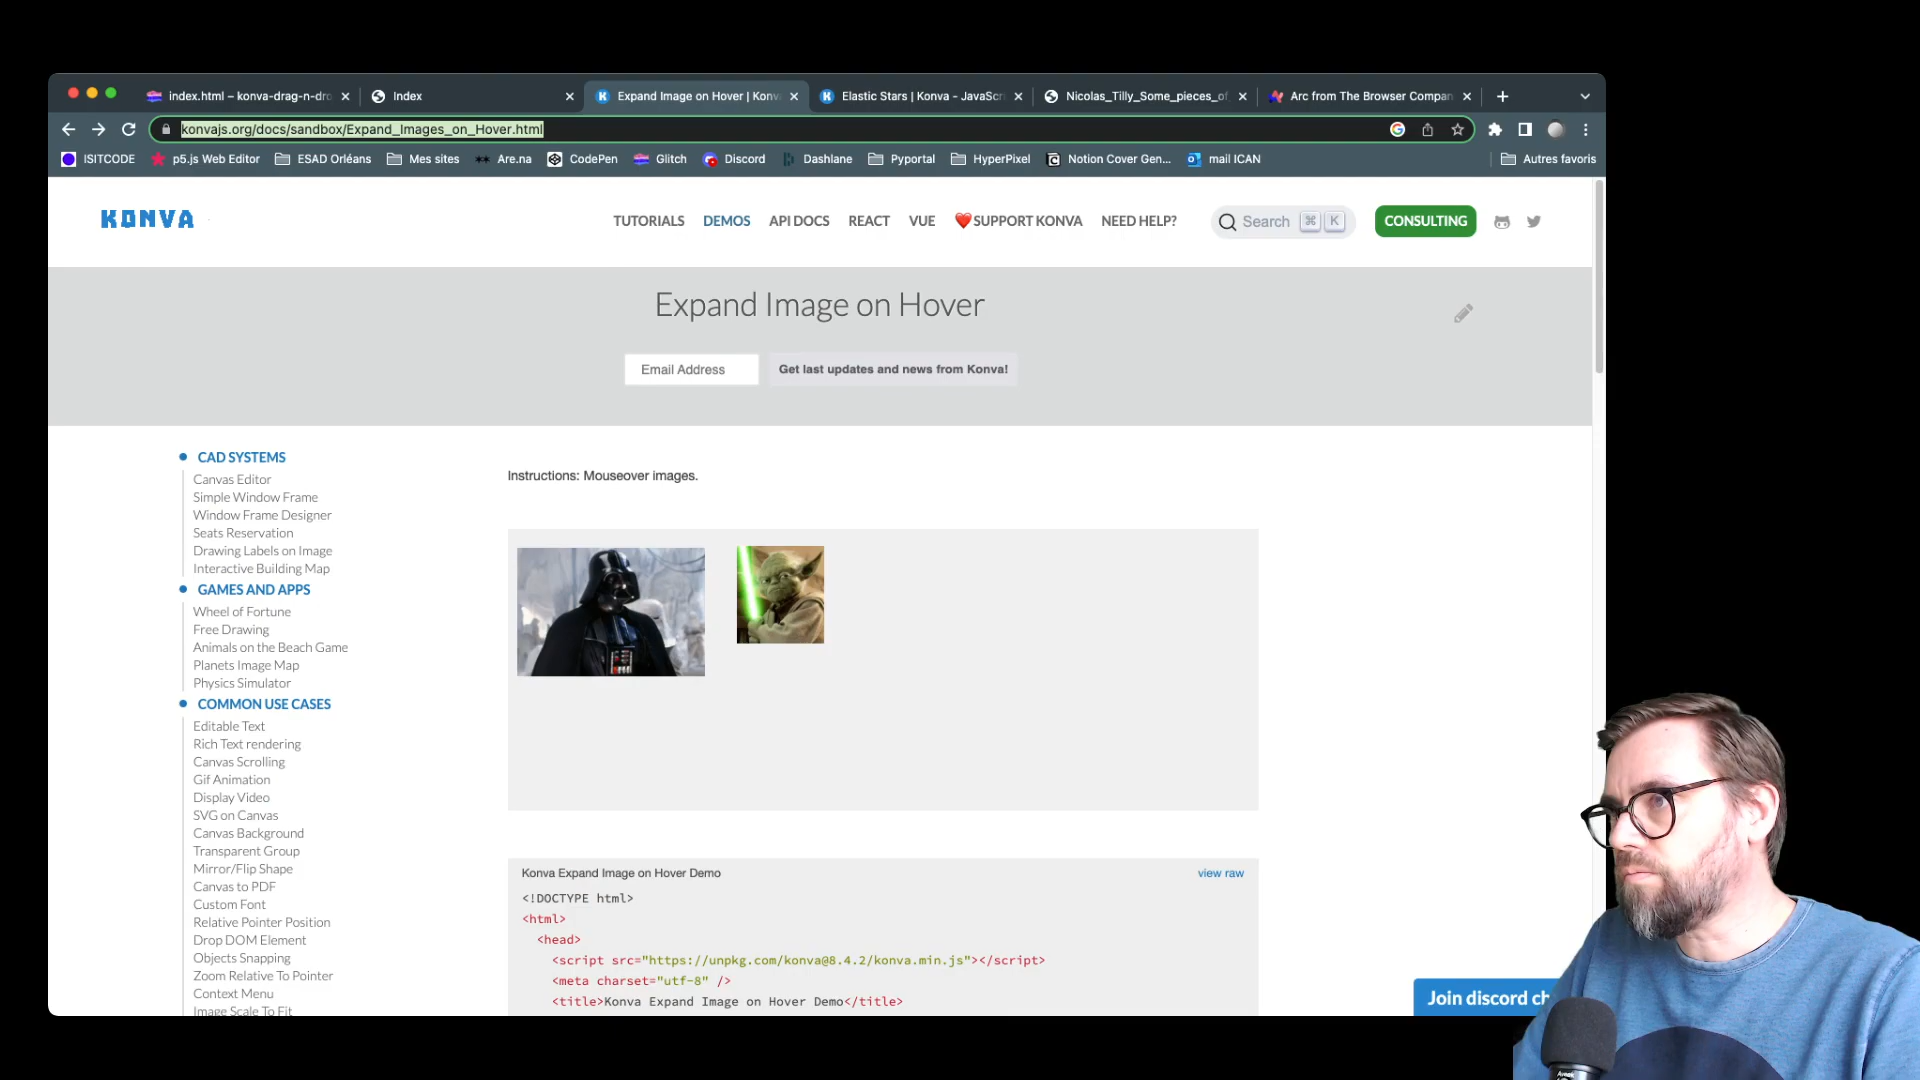 index.html – konva-drag-n-dro
Index
Expand Image on Hover | Konv
Elastic Stars | Konva - JavaScri
Nicolas_Tilly_Some_pieces_of
Arc from The Browser Compan
konvajs.org/docs/sandbox/Expand_Images_on_Hover.html
ISITCODE
p5.js Web Editor
ESAD Orléans
Mes sites
Are.na
CodePen
Glitch
Discord
Dashlane
Pyportal
HyperPixel
Notion Cover Gen...
mail ICAN
Autres favoris
KONVA
TUTORIALS
DEMOS
API DOCS
REACT
VUE
❤️SUPPORT KONVA
NEED HELP?
Search ⌘ K
CONSULTING
Expand Image on Hover
Email Address
Get last updates and news from Konva!
CAD SYSTEMS
Canvas Editor
Simple Window Frame
Window Frame Designer
Seats Reservation
Drawing Labels on Image
Interactive Building Map
GAMES AND APPS
Wheel of Fortune
Free Drawing
Animals on the Beach Game
Planets Image Map
Physics Simulator
COMMON USE CASES
Editable Text
Rich Text rendering
Canvas Scrolling
Gif Animation
Display Video
SVG on Canvas
Canvas Background
Transparent Group
Mirror/Flip Shape
Canvas to PDF
Custom Font
Relative Pointer Position
Drop DOM Element
Objects Snapping
Zoom Relative To Pointer
Context Menu
Image Scale To Fit
Instructions: Mouseover images.
Konva Expand Image on Hover Demo
view raw
<!DOCTYPE html>
<html>
<head>
<script src="https://unpkg.com/konva@8.4.2/konva.min.js"></script>
<meta charset="utf-8" />
<title>Konva Expand Image on Hover Demo</title>
Join discord ch